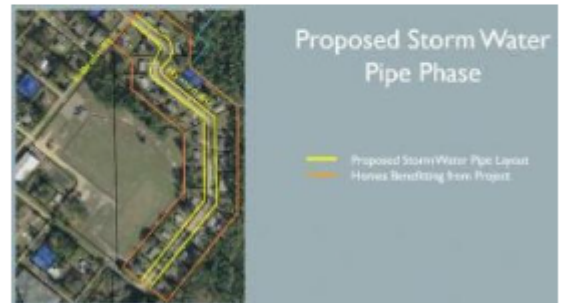 Proposed Storm Water
Pipe Phase
Proposed Storm Water Pipe Layout
Homes Benefitting from Project